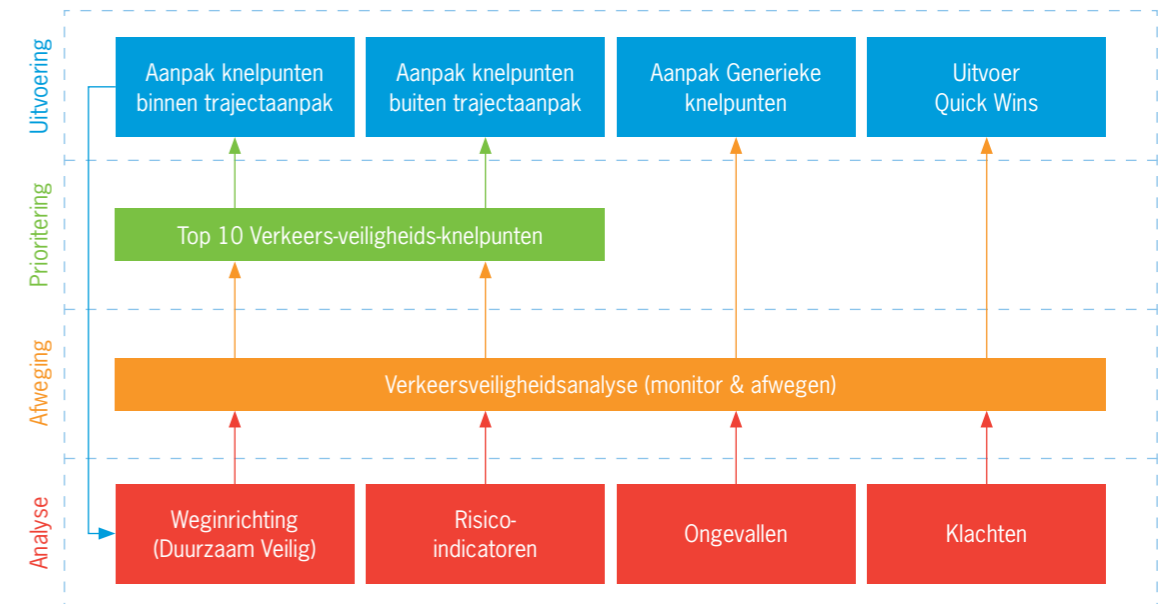 Uitvoering
Aanpak knelpunten
binnen trajectaanpak
Aanpak knelpunten
buiten trajectaanpak
Aanpak Generieke
knelpunten
Uitvoer
Quick Wins
Prioritering
Top 10 Verkeers-veiligheids-knelpunten
Afweging
Verkeersveiligheidsanalyse (monitor & afwegen)
Analyse
Weginrichting
(Duurzaam Veilig)
Risico-
indicatoren
Ongevallen
Klachten